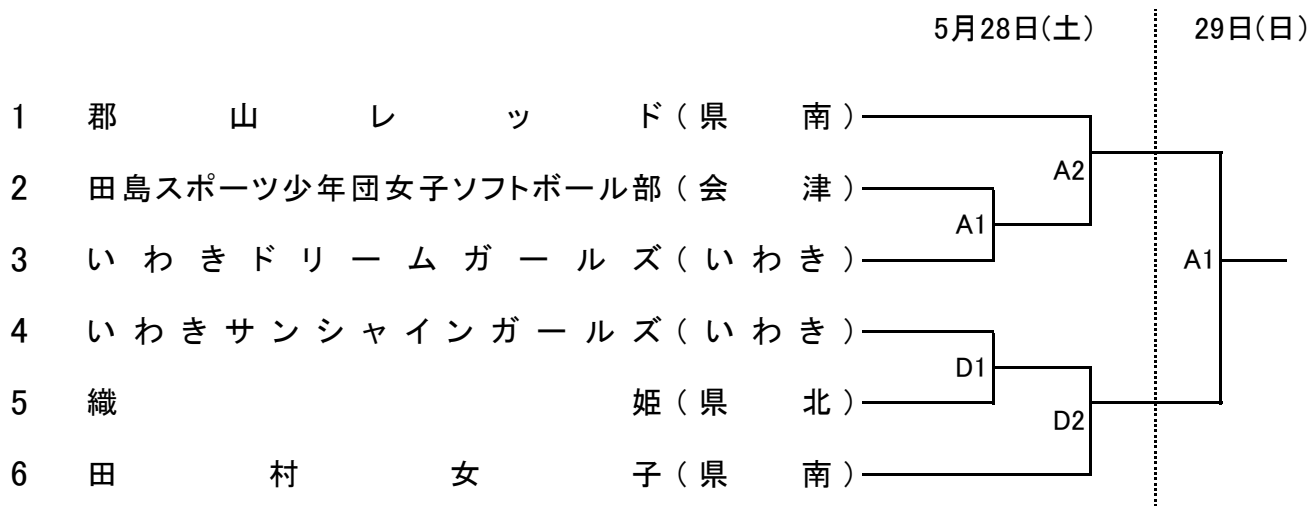 5月28日(土) 29日(日)
1 郡山レッド(県南)
A2
2 田島スポーツ少年団女子ソフトボール部(会津)
A1
3 いわきドリームガールズ(いわき)
A1
4 いわきサンシャインガールズ(いわき)
D1
5 織姫(県北)
D2
6 田村女子(県南)